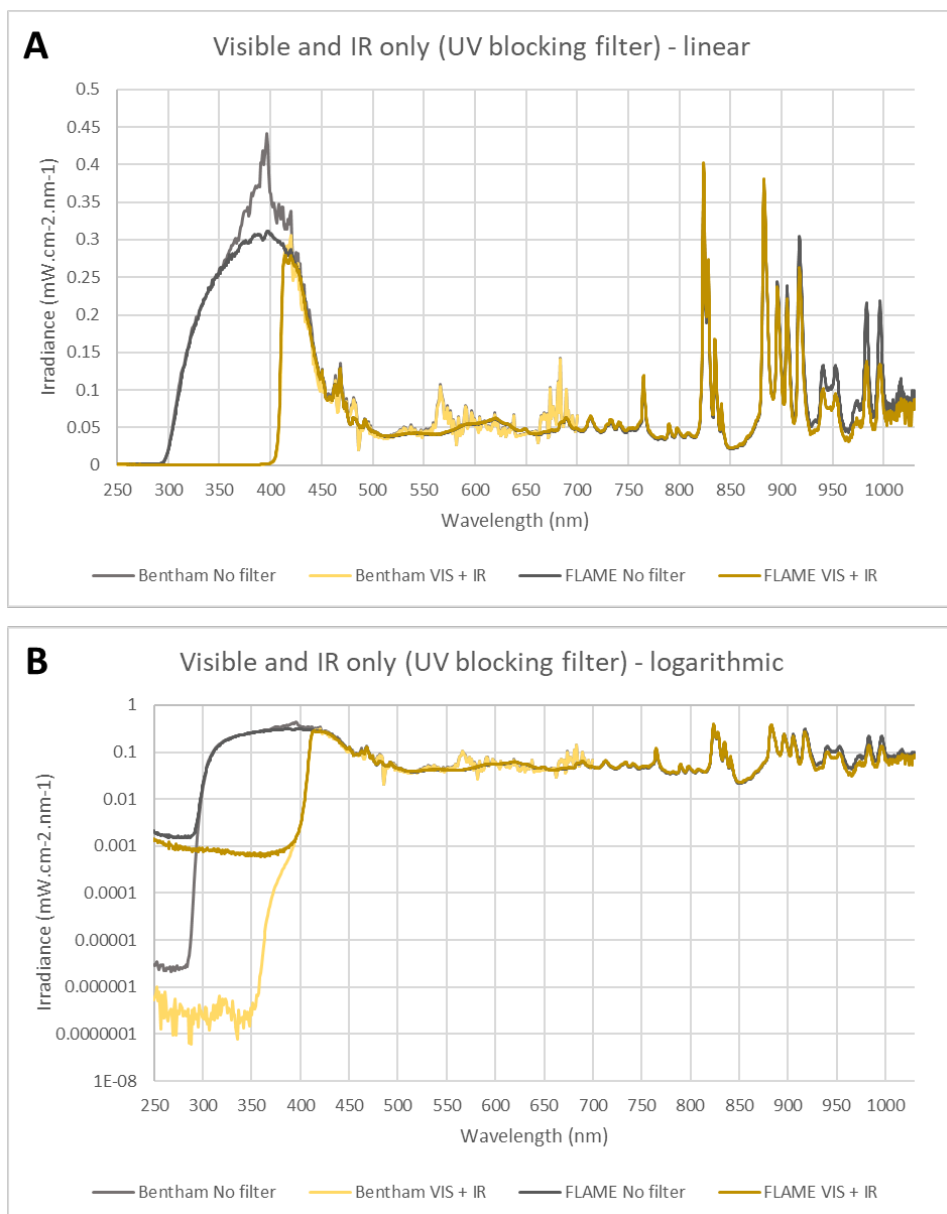 A
Visible and IR only (UV blocking filter) - linear
0.5
0.45
0.4
0.35
0.3
0.25
0.2
0.15
0.1
0.05
0
Irradiance (mW.cm-2.nm-1)
250 300 350 400 450 500 550 600 650 700 750 800 850 900 950 1000
Wavelength (nm)
Bentham No filter Bentham VIS + IR FLAME No filter FLAME VIS + IR
B
Visible and IR only (UV blocking filter) - logarithmic
1
0.1
0.01
0.001
0.0001
0.00001
0.000001
0.0000001
1E-08
Irradiance (mW.cm-2.nm-1)
250 300 350 400 450 500 550 600 650 700 750 800 850 900 950 1000
Wavelength (nm)
Bentham No filter Bentham VIS + IR FLAME No filter FLAME VIS + IR